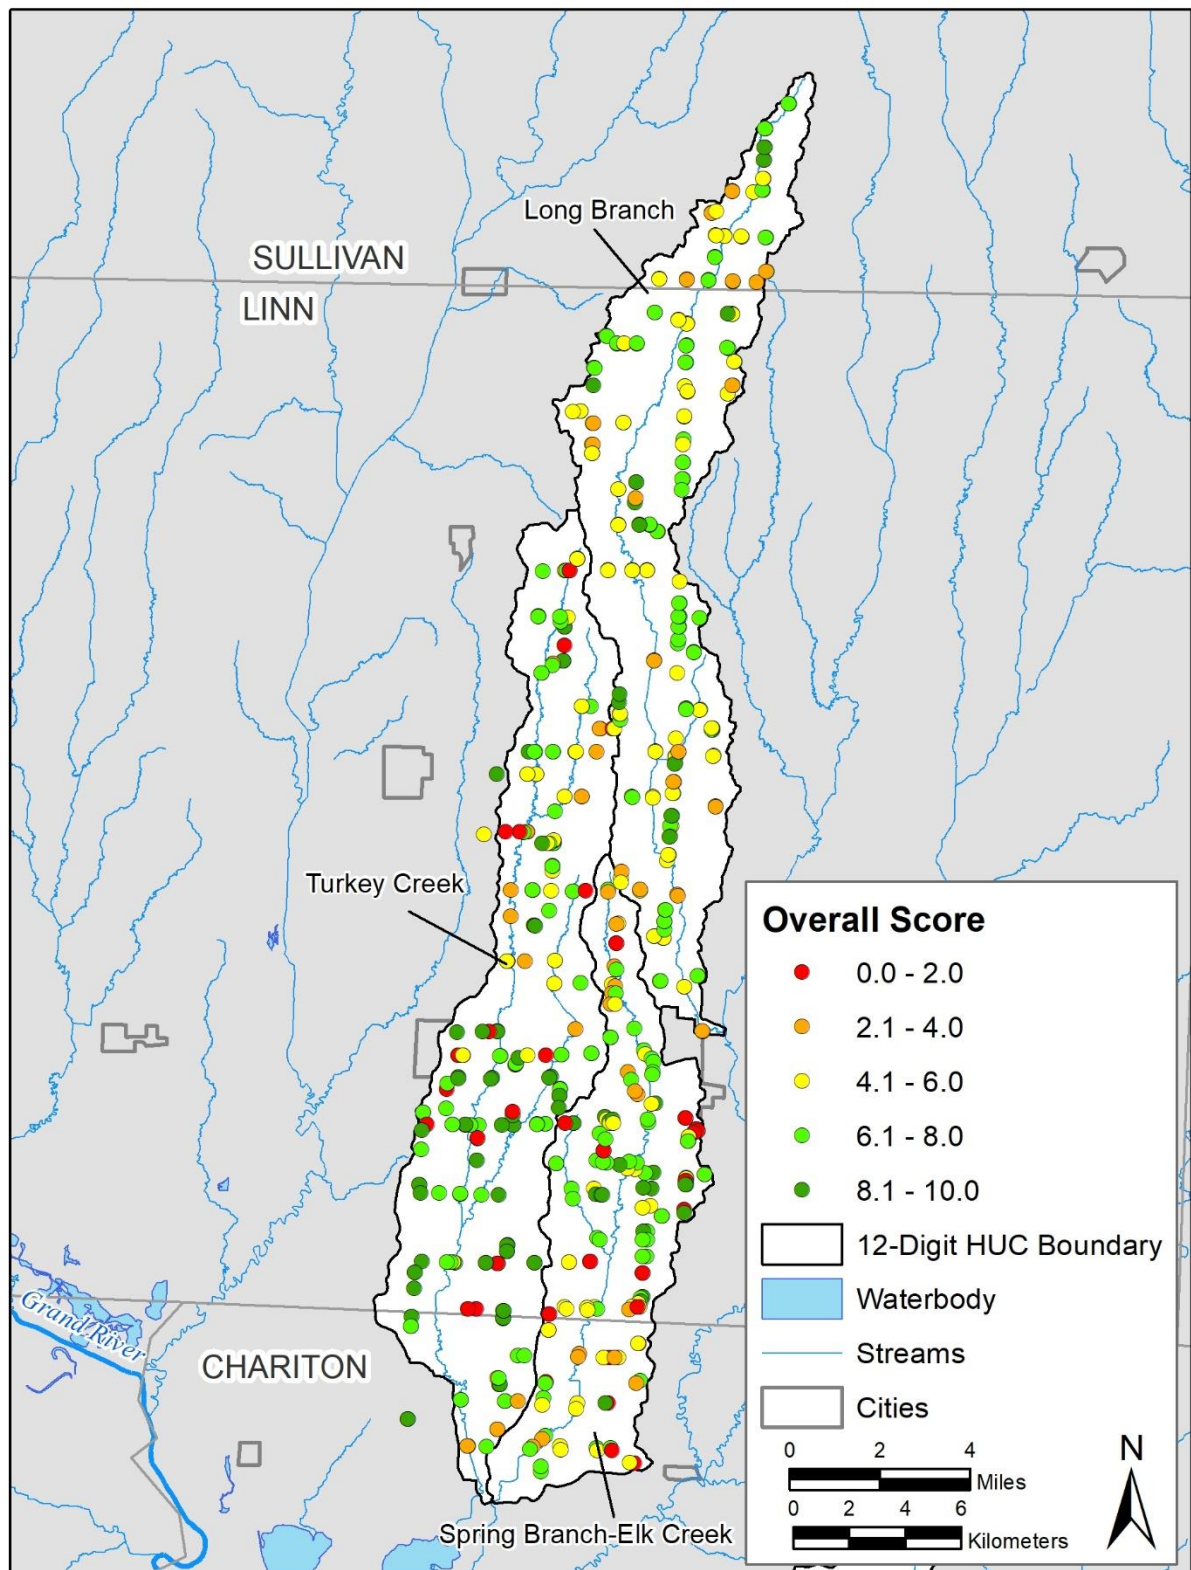 Long Branch
SULLIVAN
LINN
Turkey Creek
Overall Score
0.0 - 2.0
2.1 - 4.0
4.1 - 6.0
6.1 - 8.0
8.1 - 10.0
12-Digit HUC Boundary
Waterbody
Streams
Cities
Grand River
CHARITON
0 2 4
Miles
0 2 4 6
Kilometers
N
Spring Branch-Elk Creek